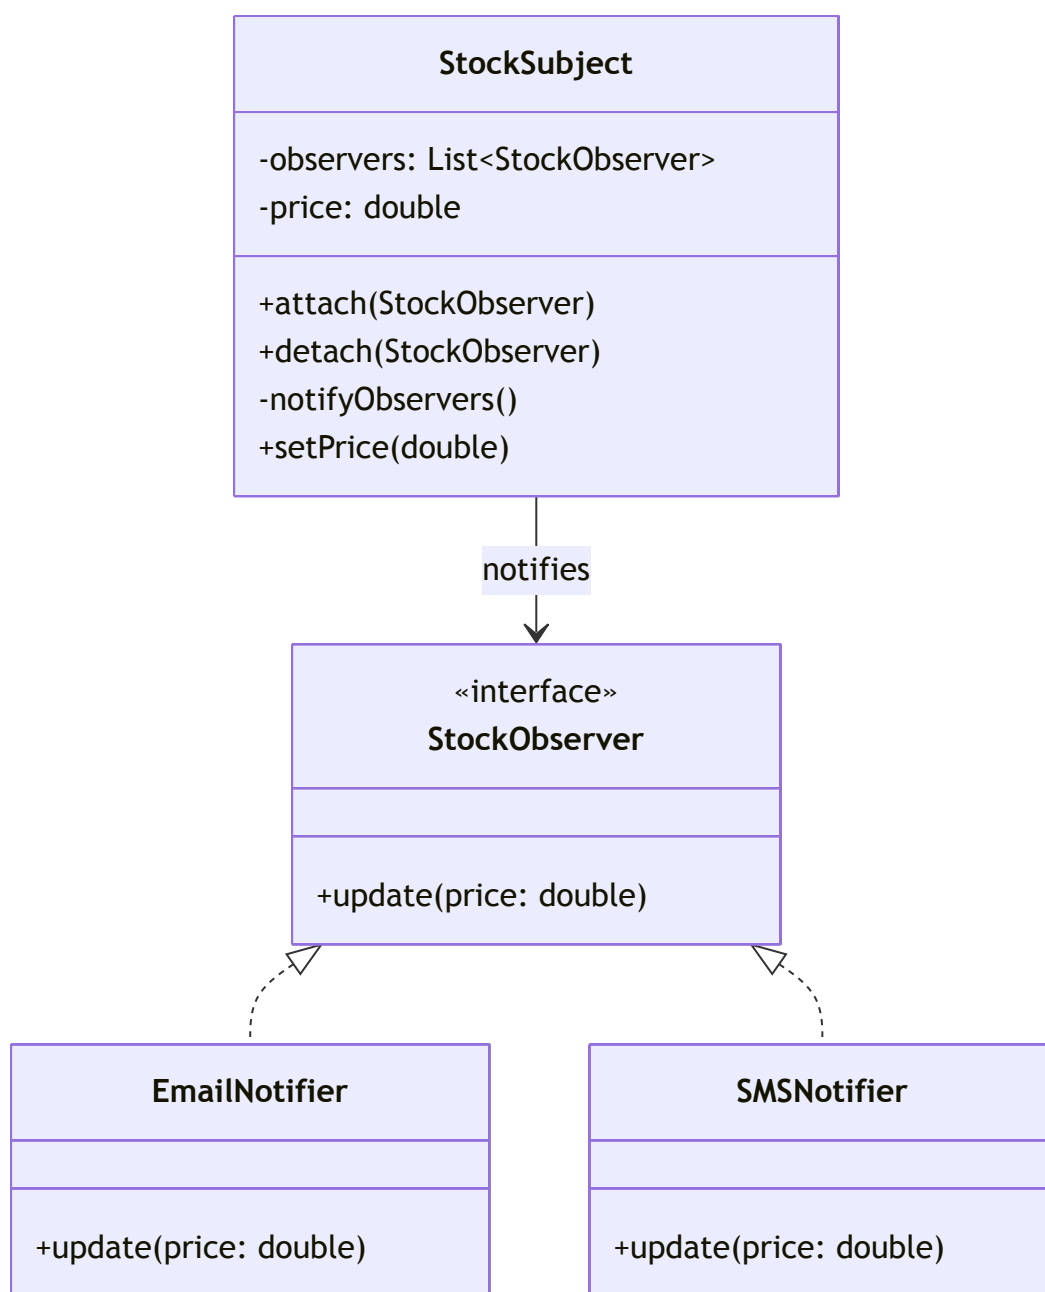 StockSubject
-observers: List<StockObserver>
-price: double
+attach(StockObserver)
+detach(StockObserver)
-notifyObservers()
+setPrice(double)
notifies
«interface»
StockObserver
+update(price: double)
EmailNotifier
+update(price: double)
SMSNotifier
+update(price: double)